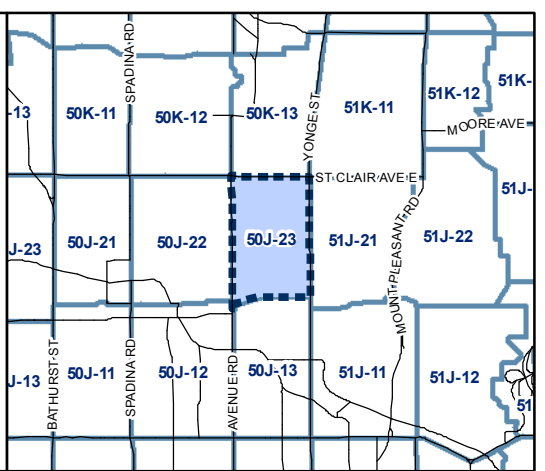 SPADINA RD
51K-
-13
50K-11
50K-12
50K-13
YONGE ST
51K-11
51K-12
MOORE AVE
ST CLAIR AVE E
51J-
J-23
50J-21
50J-22
50J-23
51J-21
MOUNT PLEASANT RD
51J-22
BATHURST ST
SPADINA RD
AVENUE RD
J-13
50J-11
50J-12
50J-13
51J-11
51J-12
51